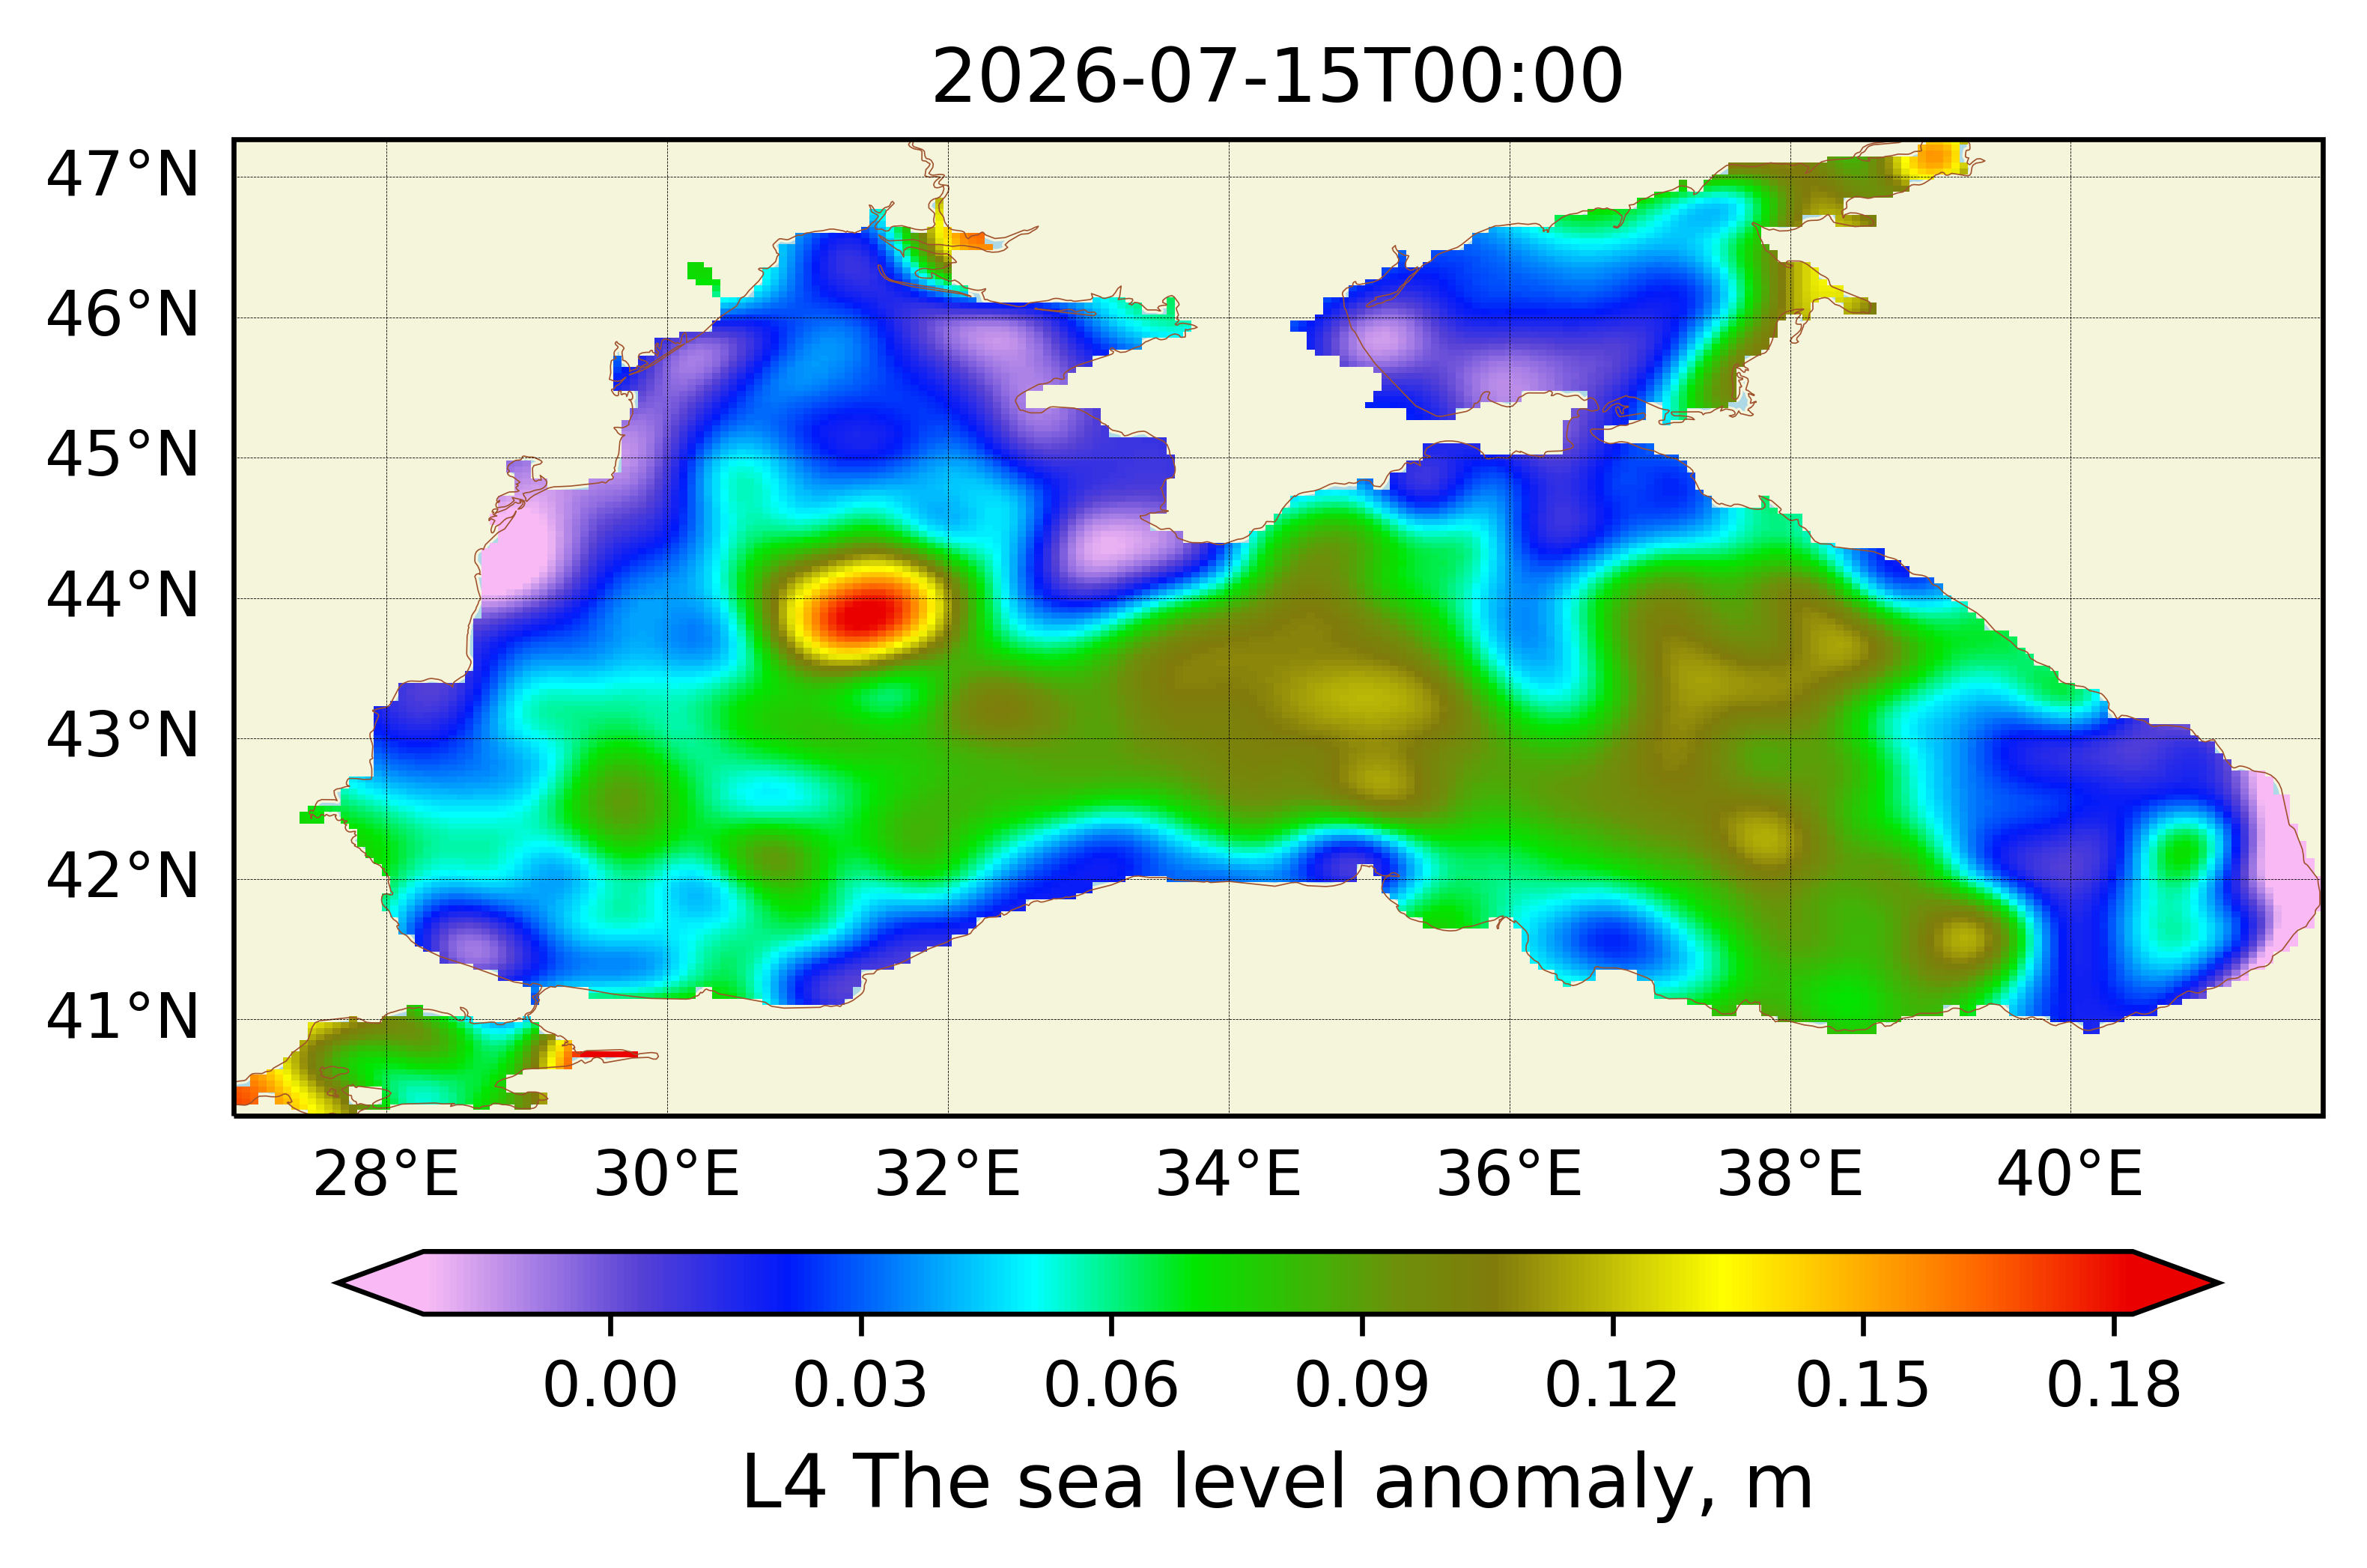 2026-07-15T00:00
47°N
46°N
45°N
44°N
43°N
42°N
41°N
28°E 30°E 32°E 34°E 36°E 38°E 40°E
0.00 0.03 0.06 0.09 0.12 0.15 0.18
L4 The sea level anomaly, m